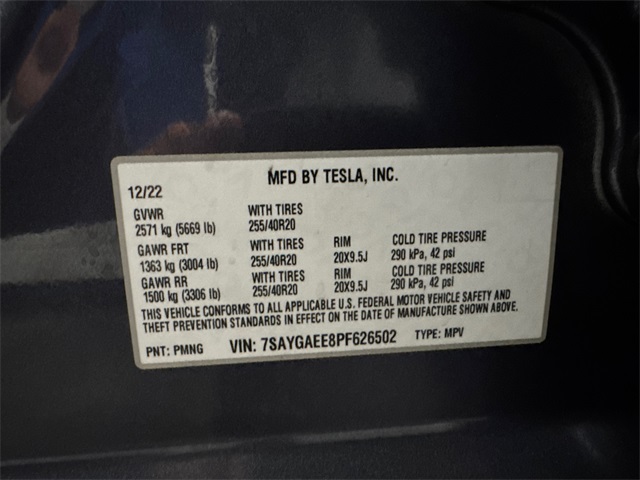 MFD BY TESLA, INC.
12/22
GVWR WITH TIRES
2571 kg (5669 lb) 255/40R20
GAWR FRT WITH TIRES RIM COLD TIRE PRESSURE
1363 kg (3004 lb) 255/40R20 20X9.5J 290 kPa, 42 psi
GAWR RR WITH TIRES RIM COLD TIRE PRESSURE
1500 kg (3306 lb) 255/40R20 20X9.5J 290 kPa, 42 psi
THIS VEHICLE CONFORMS TO ALL APPLICABLE U.S. FEDERAL MOTOR VEHICLE SAFETY AND
THEFT PREVENTION STANDARDS IN EFFECT ON THE DATE OF MANUFACTURE SHOWN ABOVE.
PNT: PMNG VIN: 7SAYGAEE8PF626502 TYPE: MPV